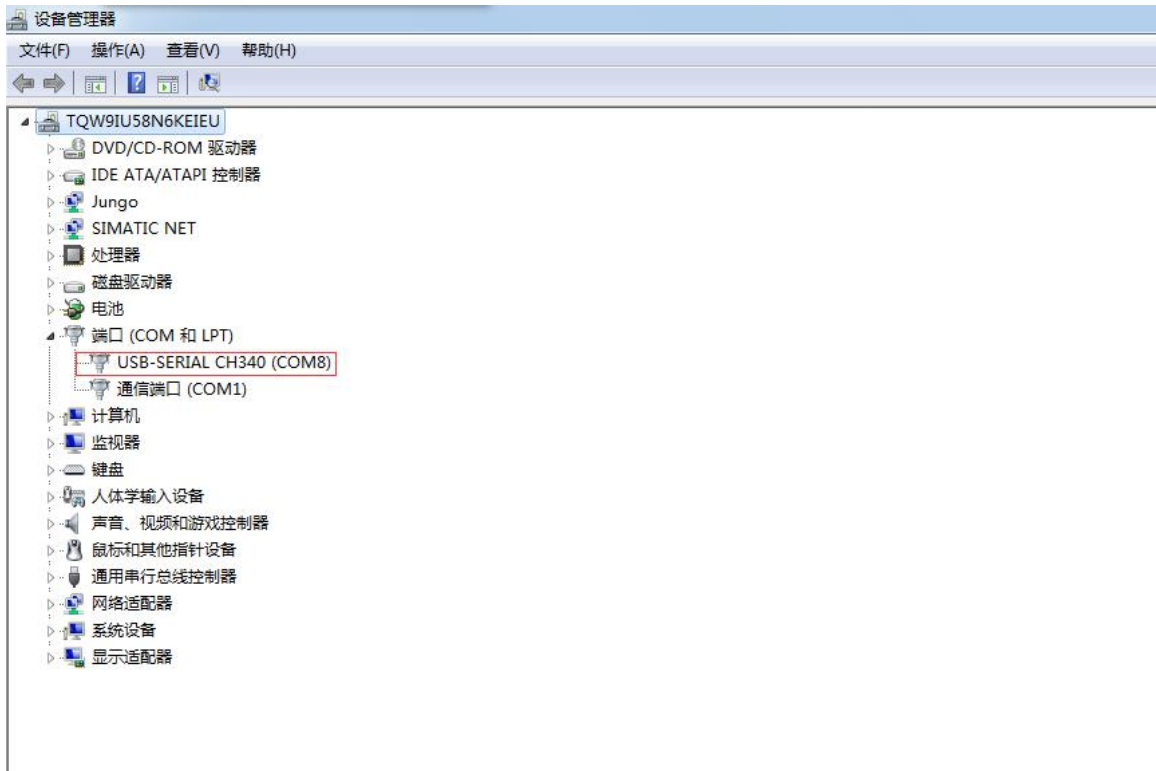 设备管理器
文件(F) 操作(A) 查看(V) 帮助(H)
TQW9IU58N6KEIEU
DVD/CD-ROM 驱动器
IDE ATA/ATAPI 控制器
Jungo
SIMATIC NET
处理器
磁盘驱动器
电池
端口 (COM 和 LPT)
USB-SERIAL CH340 (COM8)
通信端口 (COM1)
计算机
监视器
键盘
人体学输入设备
声音、视频和游戏控制器
鼠标和其他指针设备
通用串行总线控制器
网络适配器
系统设备
显示适配器